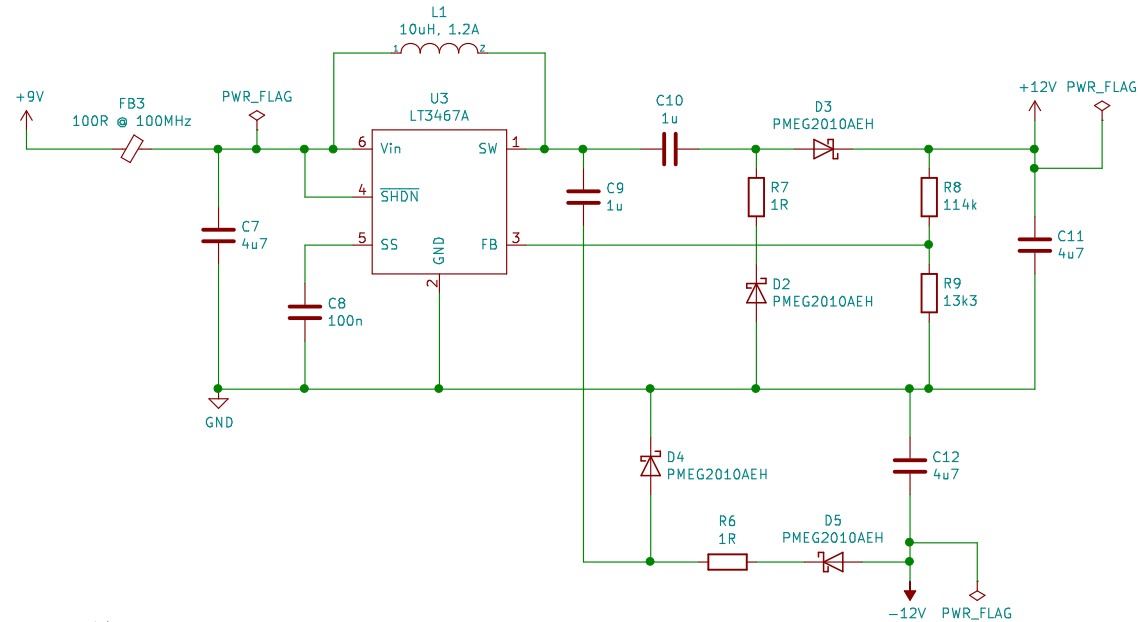 L1
10uH, 1.2A
1
2
+9V
FB3
100R @ 100MHz
PWR_FLAG
U3
LT3467A
C10
1u
D3
PMEG2010AEH
+12V
PWR_FLAG
6
Vin
SW
1
4
SHDN
C9
1u
R7
1R
R8
114k
C7
4u7
5
SS
GND
FB
3
C11
4u7
2
C8
100n
D2
PMEG2010AEH
R9
13k3
GND
D4
PMEG2010AEH
C12
4u7
R6
1R
D5
PMEG2010AEH
-12V
PWR_FLAG